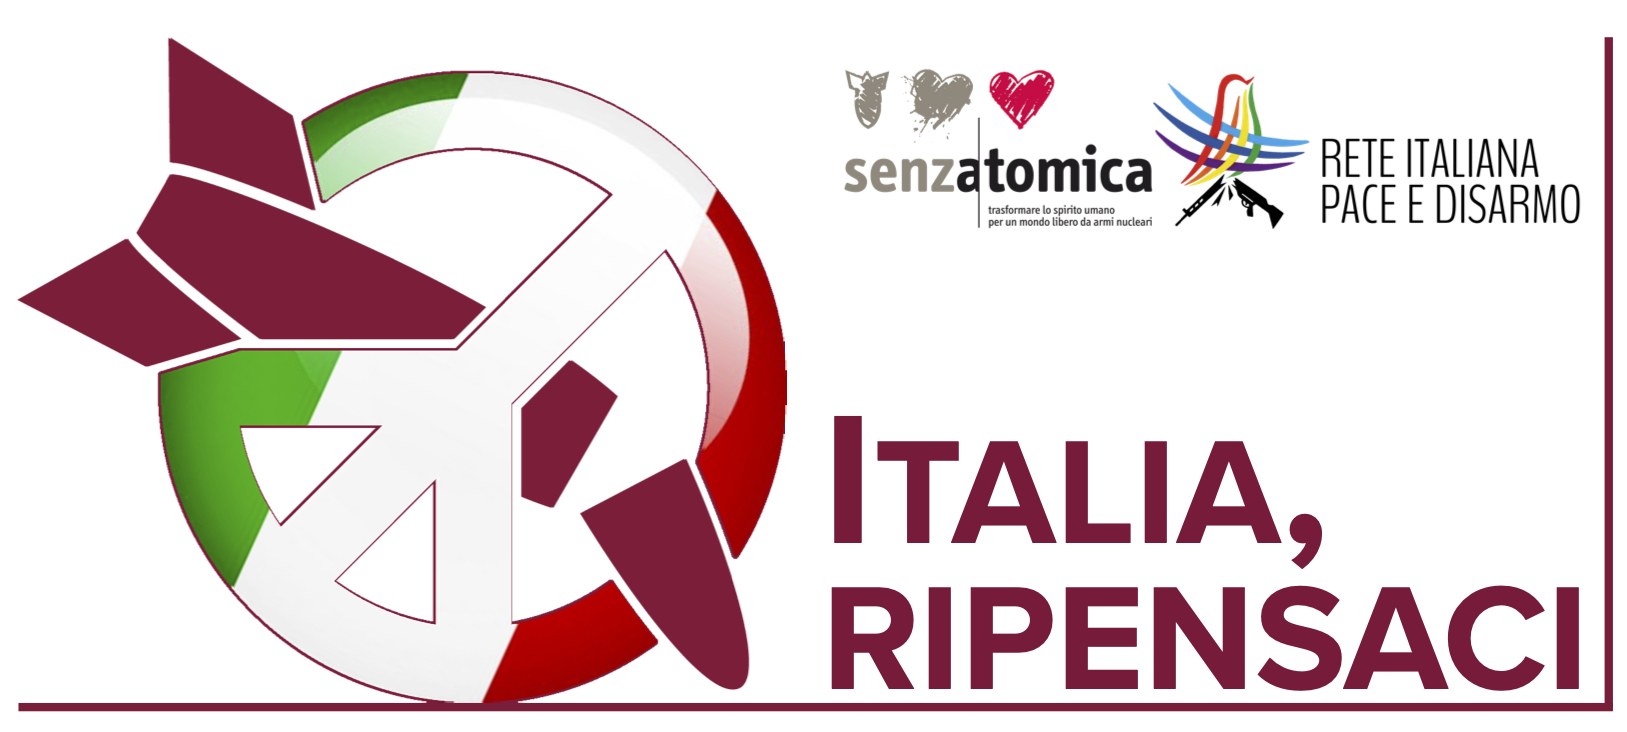 senzatomica
trasformare lo spirito umano
per un mondo libero da armi nucleari
RETE ITALIANA
PACE E DISARMO
ITALIA,
RIPENSACI